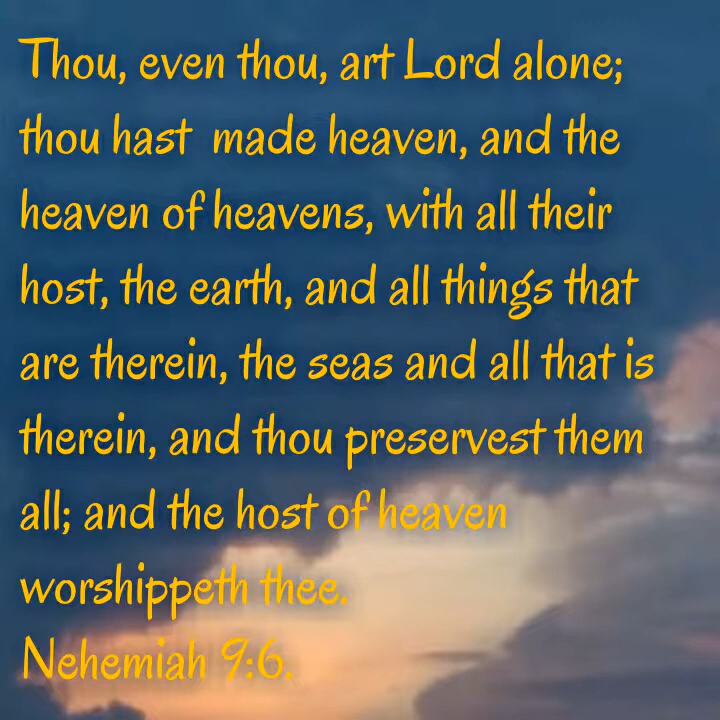 Thou, even thou, art Lord alone;
thou hast made heaven, and the
heaven of heavens, with all their
host, the earth, and all things that
are therein, the seas and all that is
therein, and thou preservest them
all; and the host of heaven
worshippeth thee.
Nehemiah 9:6.